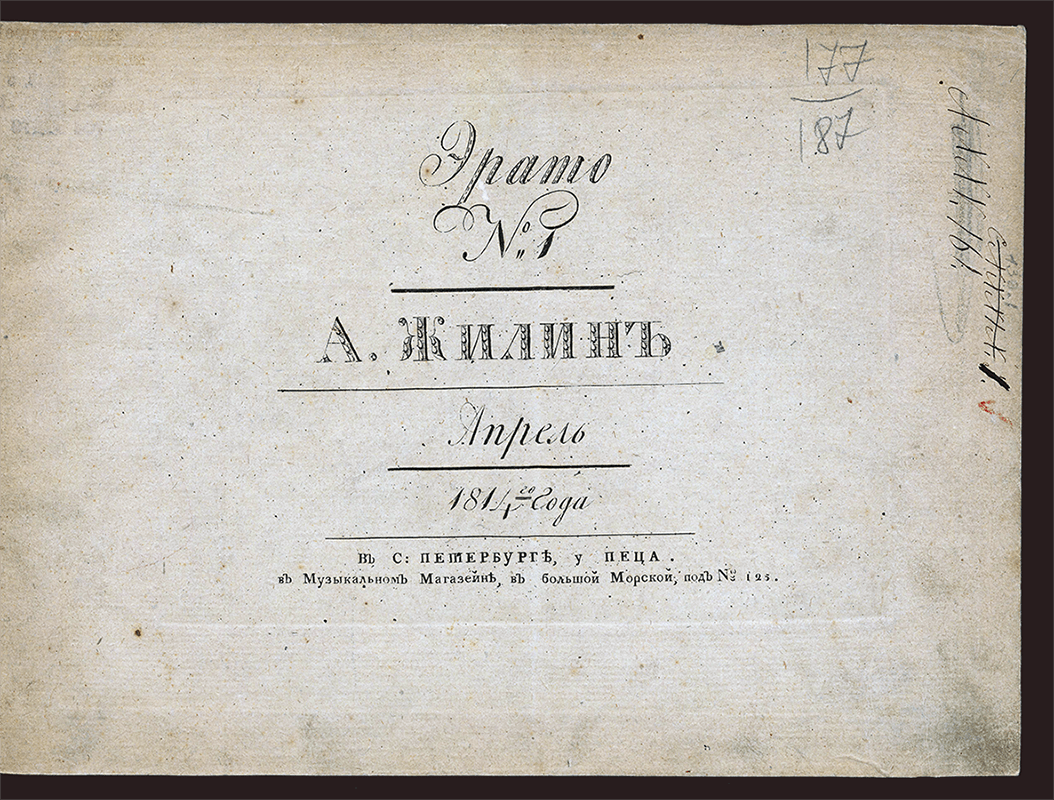 177
187
Эрато
№ 1
А. ЖИЛИНЪ
Апрель
1814го Года
Въ С: ПЕТЕРБУРГѢ, у ПЕЦА.
въ Музыкальномъ Магазейнѣ, въ большой Морской, подъ № 125.